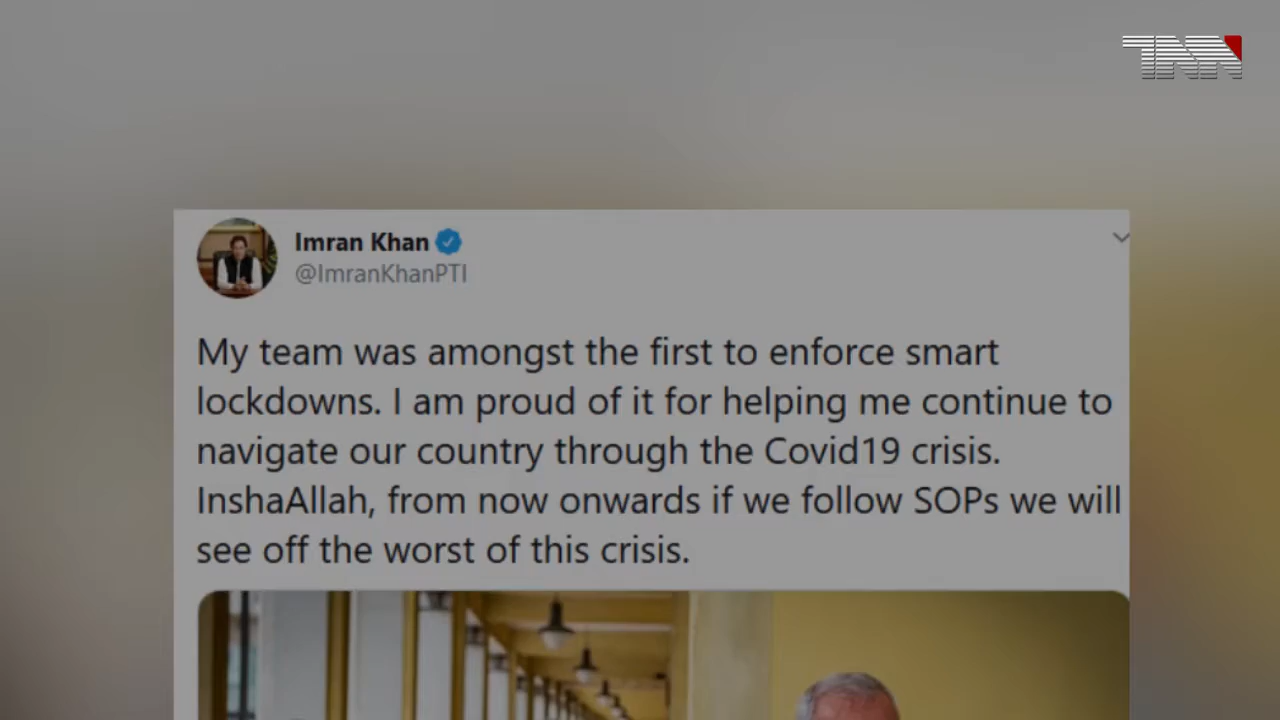 TNN
Imran Khan
@ImranKhanPTI
My team was amongst the first to enforce smart
lockdowns. I am proud of it for helping me continue to
navigate our country through the Covid19 crisis.
InshaAllah, from now onwards if we follow SOPs we will
see off the worst of this crisis.